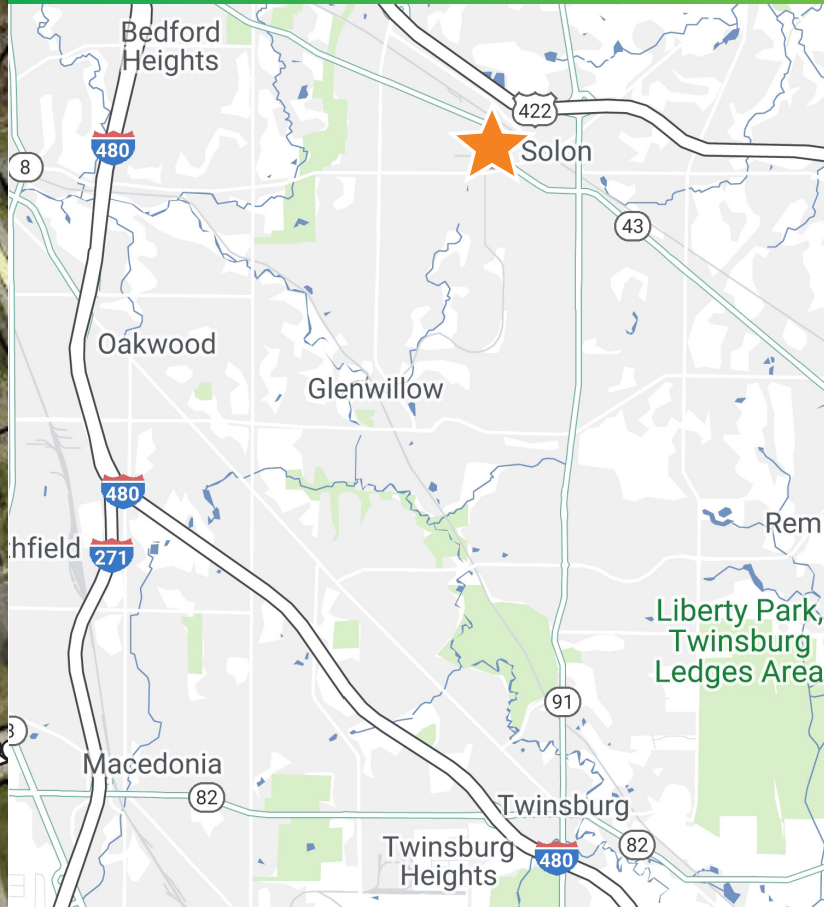 Bedford
Heights
422
480
Solon
8
43
Oakwood
Glenwillow
480
271
thfield
Rem
Liberty Park,
Twinsburg
Ledges Area
91
Macedonia
82
Twinsburg
82
Twinsburg
Heights
480